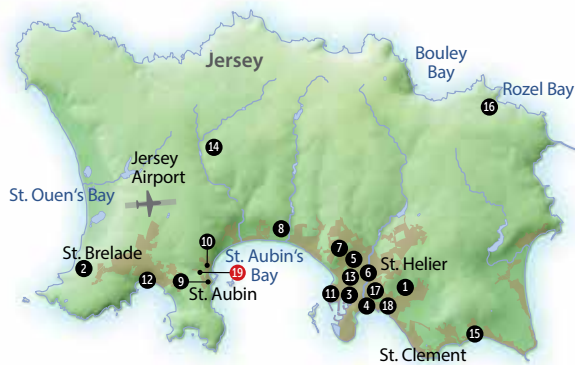 Jersey
Bouley
Bay
Rozel Bay
16
14
Jersey
Airport
St. Ouen's Bay
8
10
7
5
St. Brelade
2
St. Aubin's
Bay
19
6
St. Helier
13
12
9
St. Aubin
11
3
17
1
4
18
15
St. Clement